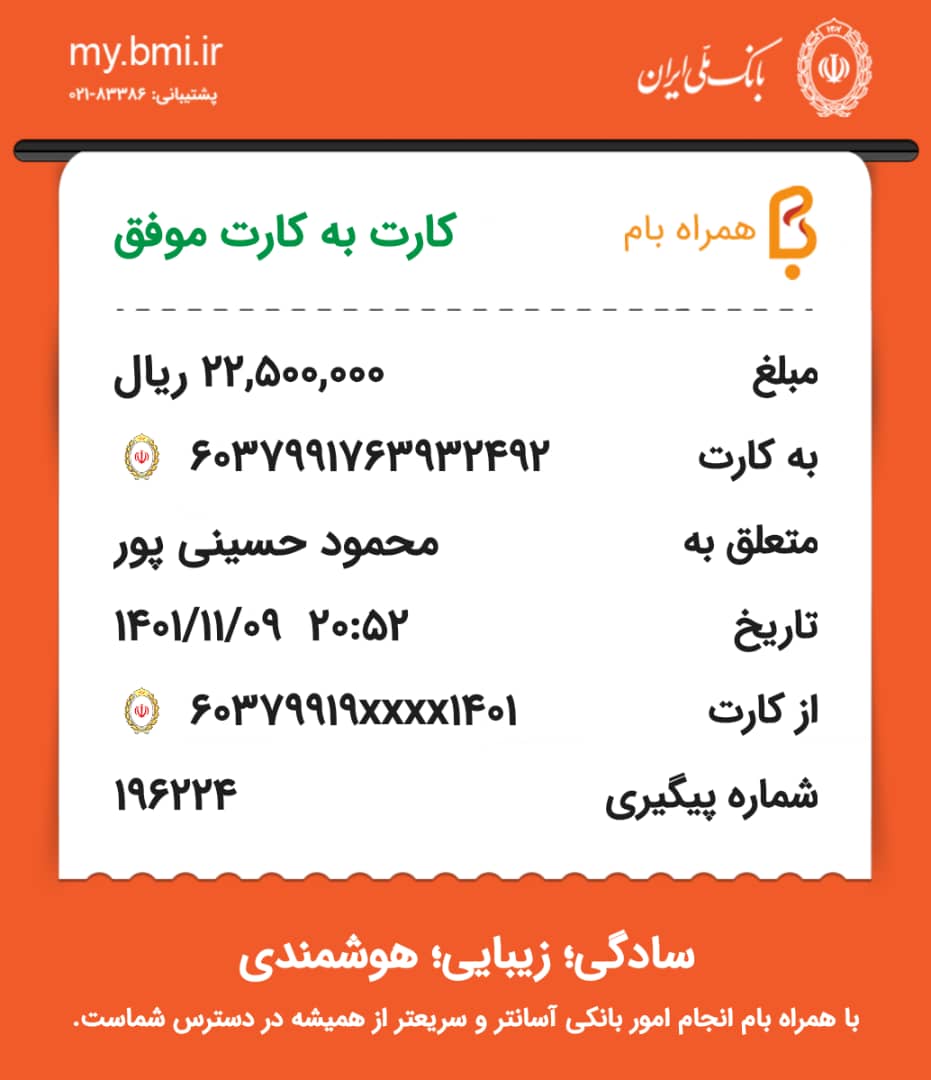 بانک ملی ایران
my.bmi.ir
پشتیبانی: ۸۳۳۸۶-۰۲۱
همراه بام
کارت به کارت موفق
مبلغ ۲۲,۵۰۰,۰۰۰ ریال
به کارت ۶۰۳۷۹۹۱۷۶۳۹۳۲۴۹۲
متعلق به محمود حسینی پور
تاریخ ۱۴۰۱/۱۱/۰۹ ۲۰:۵۲
از کارت ۶۰۳۷۹۹۱۹xxxx۱۴۰۱
شماره پیگیری ۱۹۶۲۲۴
سادگی؛ زیبایی؛ هوشمندی
با همراه بام انجام امور بانکی آسانتر و سریعتر از همیشه در دسترس شماست.